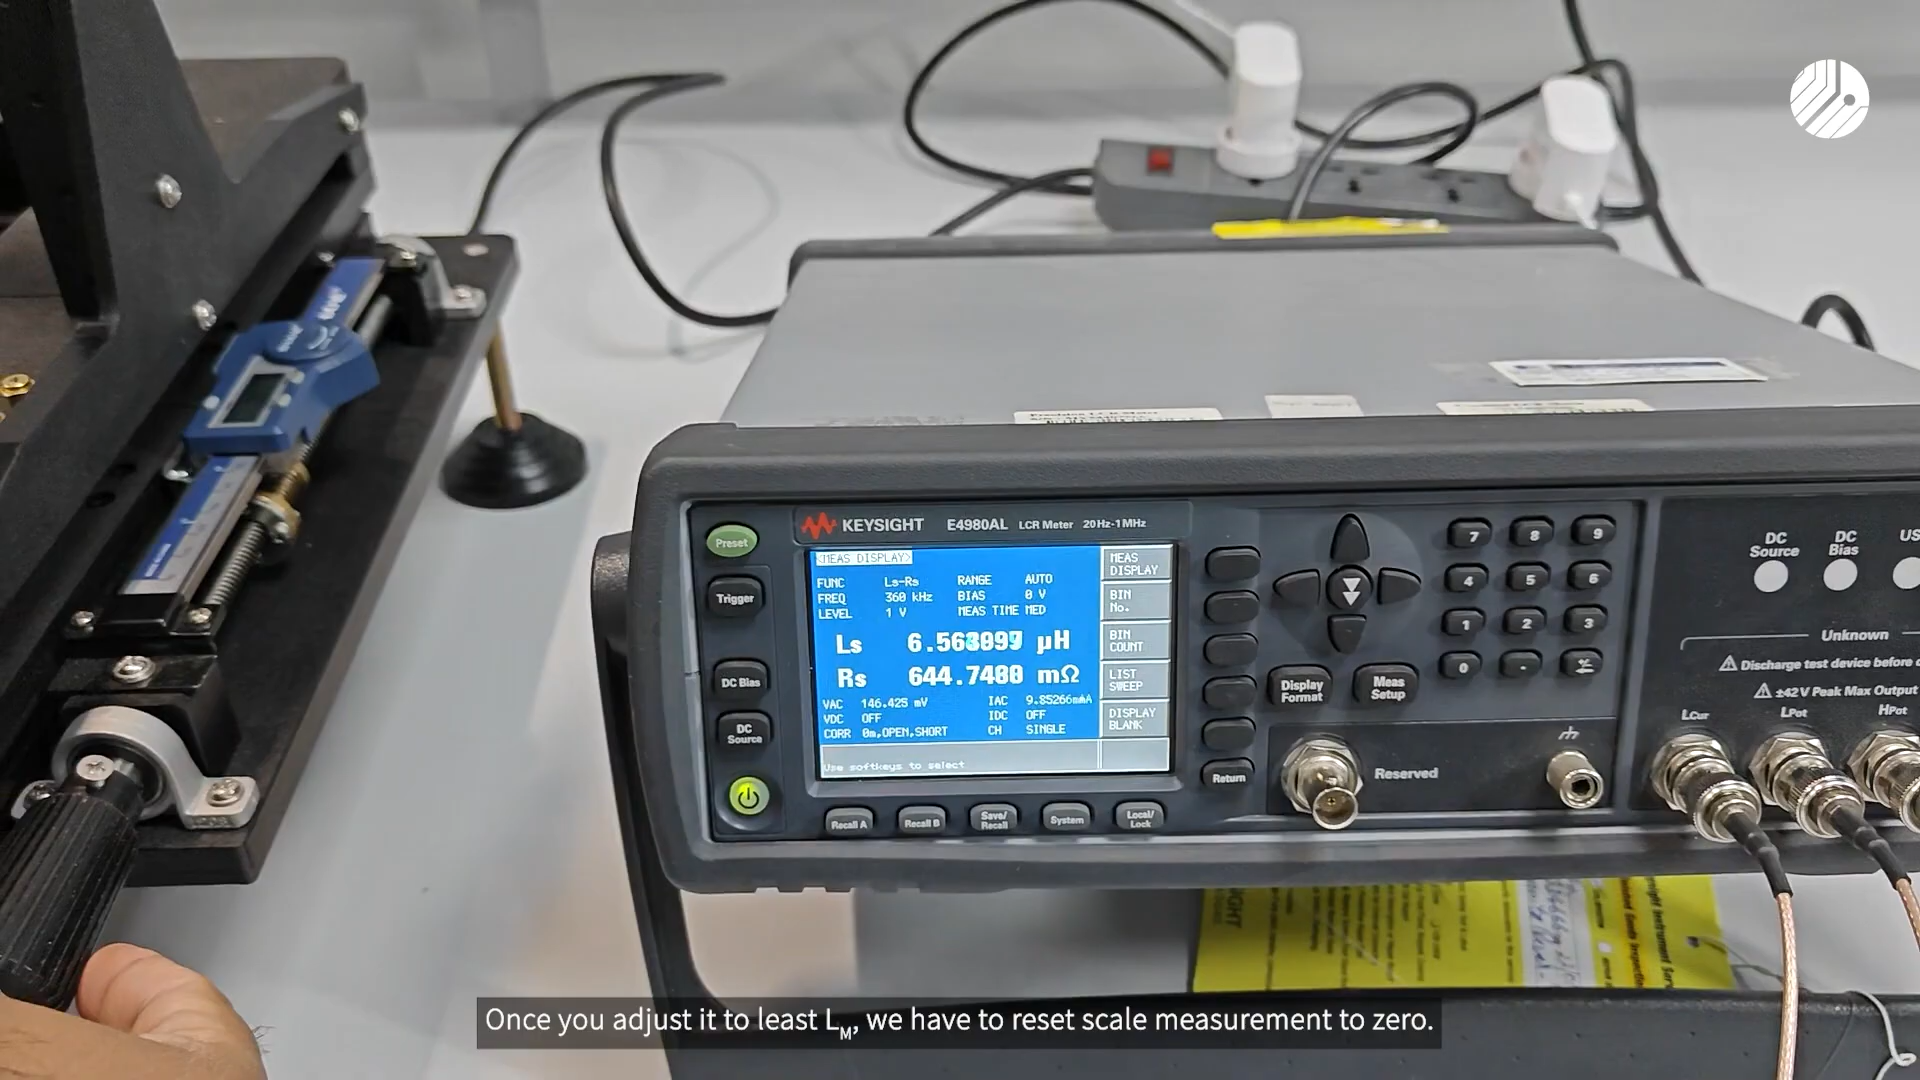 KEYSIGHT E4980AL LCR Meter 20Hz-1MHz
Preset
Trigger
DC Bias
DC Source
<MEAS DISPLAY>
FUNC Ls-Rs RANGE AUTO
FREQ 360 kHz BIAS 0 V
LEVEL 1 V MEAS TIME MED
Ls μH
Rs mΩ
VAC mV IAC
VDC OFF IDC OFF
CORR 0m,OPEN,SHORT CH SINGLE
Use softkeys to select
MEAS DISPLAY
BIN No.
BIN COUNT
LIST SWEEP
DISPLAY BLANK
Recall A
Recall B
Save/ Recall
System
Local/ Lock
Return
Display Format
Meas Setup
7 8 9
4 5 6
1 2 3
0 -
Reserved
DC Source
DC Bias
US
Unknown
Discharge test device before
±42V Peak Max Output
LCur LPot HPot
Once you adjust it to least LM, we have to reset scale measurement to zero.